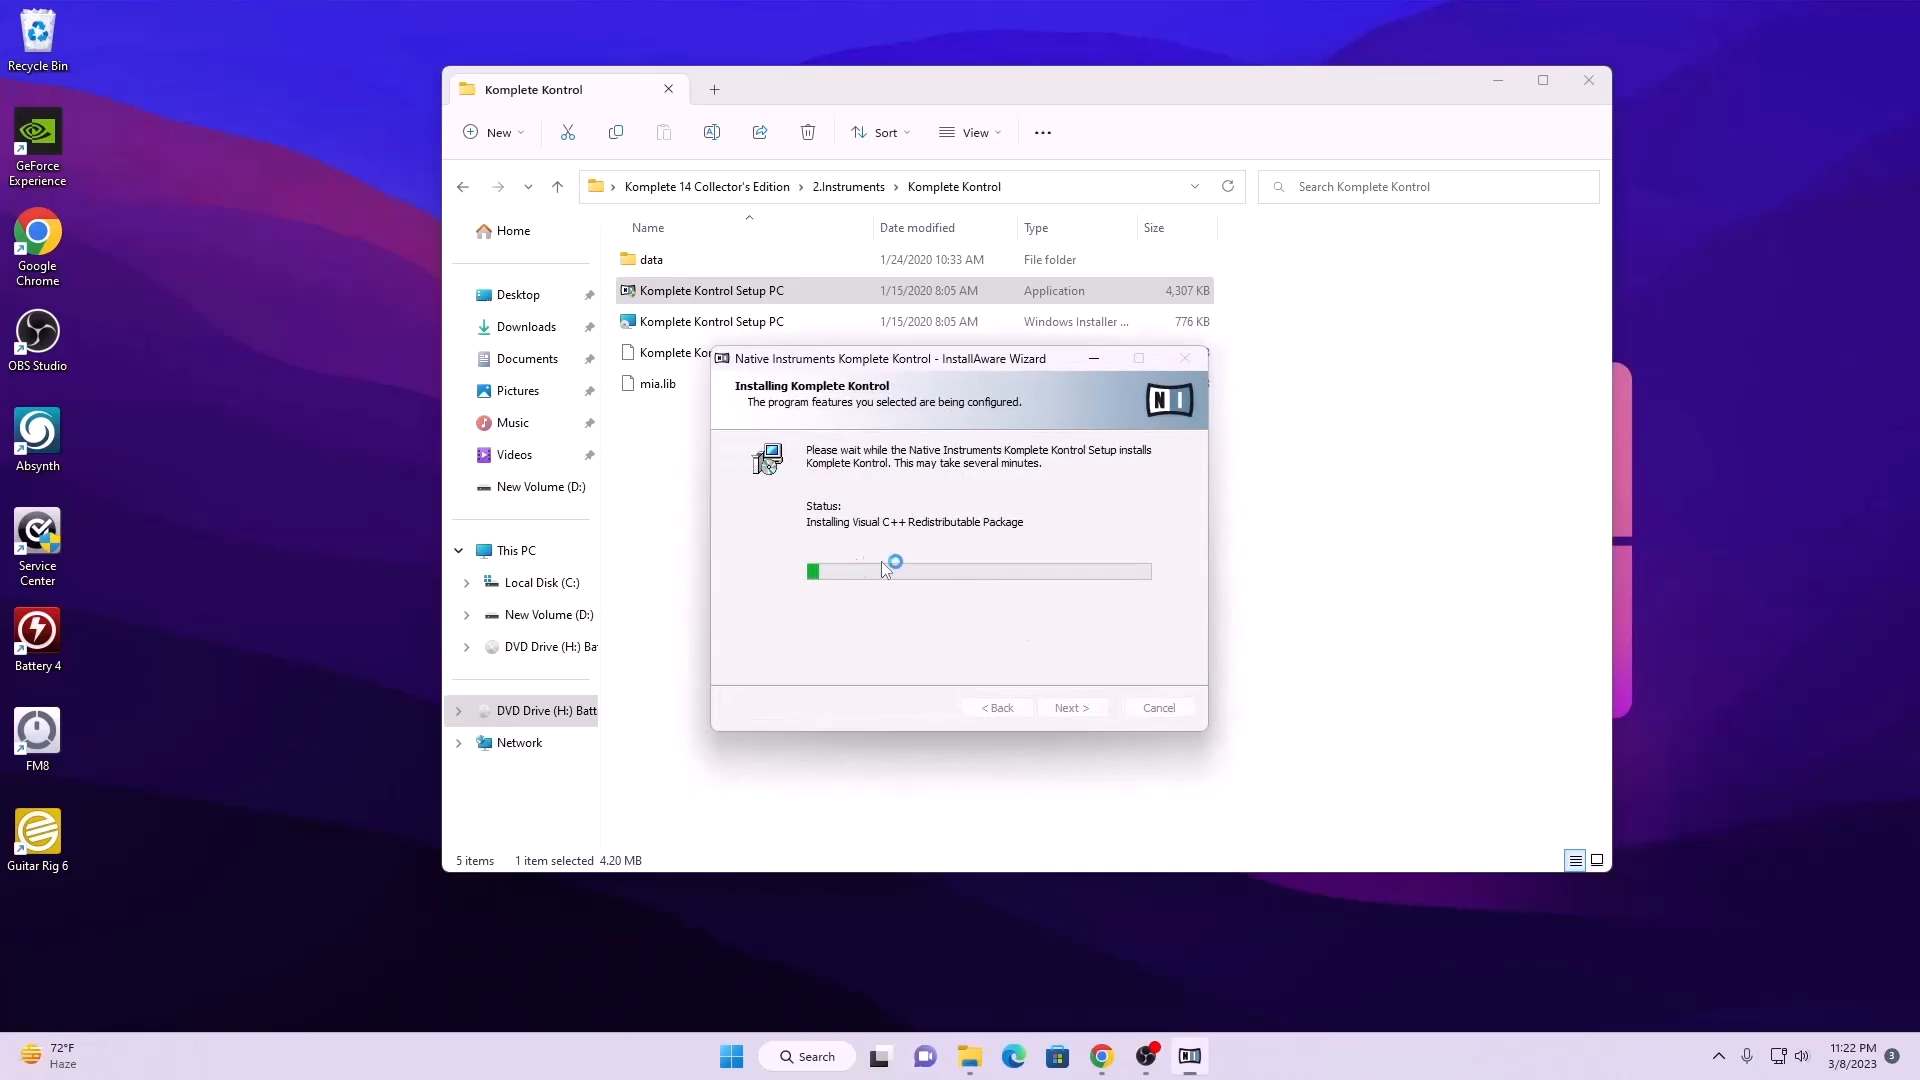 Recycle Bin
GeForce
Experience
Google
Chrome
OBS Studio
Absynth
Service
Center
Battery 4
FM8
Guitar Rig 6
Komplete Kontrol
New
Sort
View
Komplete 14 Collector's Edition
2.Instruments
Komplete Kontrol
Search Komplete Kontrol
Home
Desktop
Downloads
Documents
Pictures
Music
Videos
New Volume (D:)
This PC
Local Disk (C:)
New Volume (D:)
DVD Drive (H:) Ba
DVD Drive (H:) Batt
Network
Name
Date modified
Type
Size
data
1/24/2020 10:33 AM
File folder
Komplete Kontrol Setup PC
1/15/2020 8:05 AM
Application
4,307 KB
Komplete Kontrol Setup PC
1/15/2020 8:05 AM
Windows Installer ...
776 KB
Komplete Ko
mia.lib
Native Instruments Komplete Kontrol - InstallAware Wizard
Installing Komplete Kontrol
The program features you selected are being configured.
NI
Please wait while the Native Instruments Komplete Kontrol Setup installs
Komplete Kontrol. This may take several minutes.
Status:
Installing Visual C++ Redistributable Package
< Back
Next >
Cancel
5 items
1 item selected
4.20 MB
72°F
Haze
Search
NI
11:22 PM
3/8/2023
3